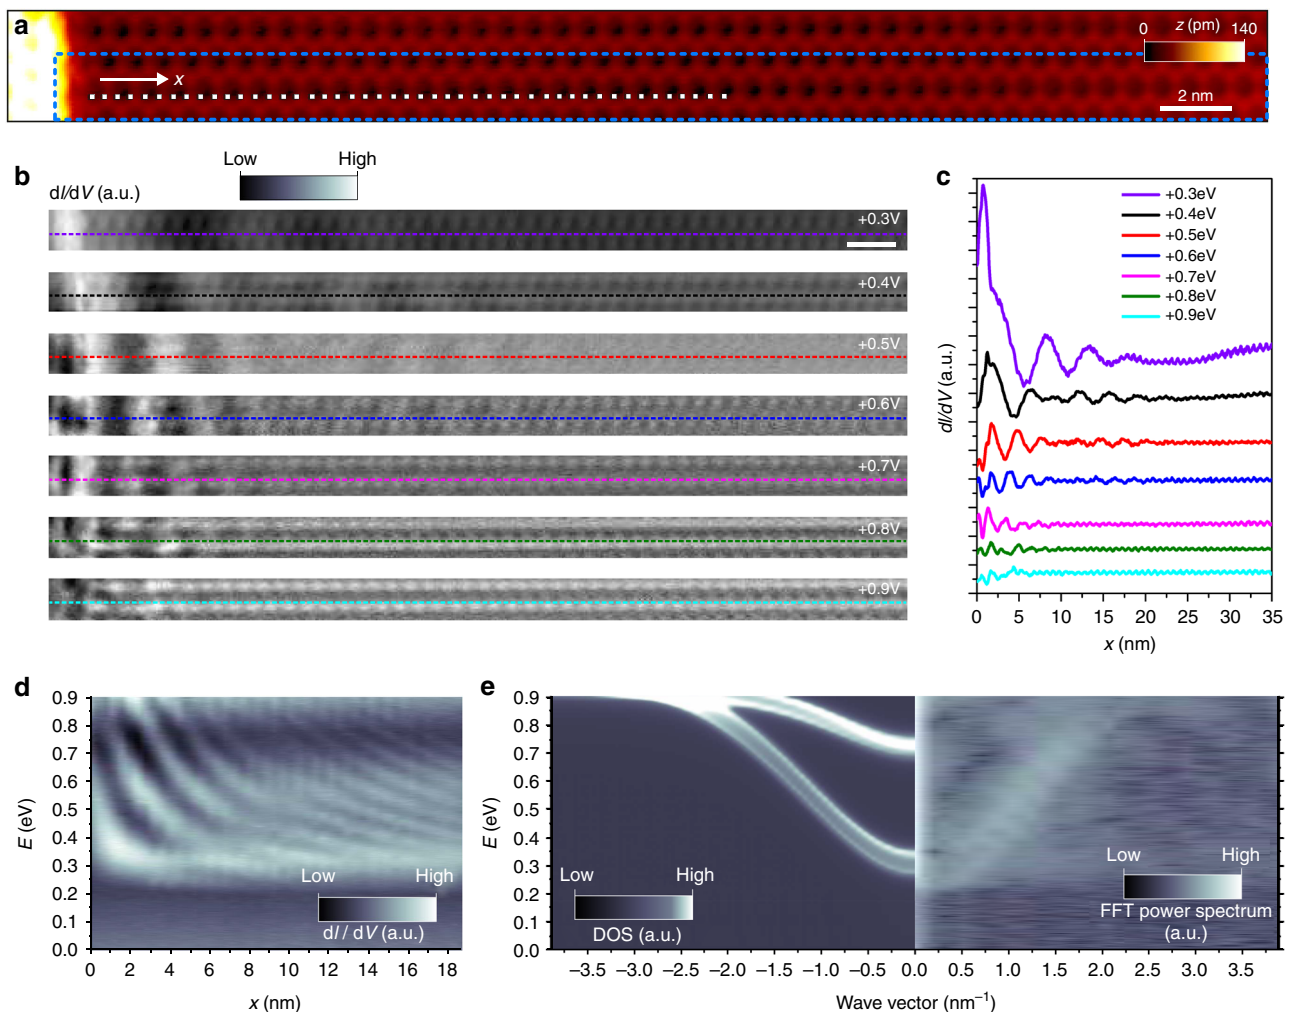 a
0 z (pm) 140
x
2 nm
b
Low High
dI/dV (a.u.)
+0.3V
+0.4V
+0.5V
+0.6V
+0.7V
+0.8V
+0.9V
c
+0.3eV
+0.4eV
+0.5eV
+0.6eV
+0.7eV
+0.8eV
+0.9eV
dI/dV (a.u.)
0 5 10 15 20 25 30 35
x (nm)
d
0.9
0.8
0.7
0.6
0.5
0.4
0.3
0.2
0.1
0.0
E (eV)
Low High
dI / dV (a.u.)
0 2 4 6 8 10 12 14 16 18
x (nm)
e
0.9
0.8
0.7
0.6
0.5
0.4
0.3
0.2
0.1
0.0
E (eV)
Low High
DOS (a.u.)
Low High
FFT power spectrum
(a.u.)
−3.5 −3.0 −2.5 −2.0 −1.5 −1.0 −0.5 0.0 0.5 1.0 1.5 2.0 2.5 3.0 3.5
Wave vector (nm⁻¹)